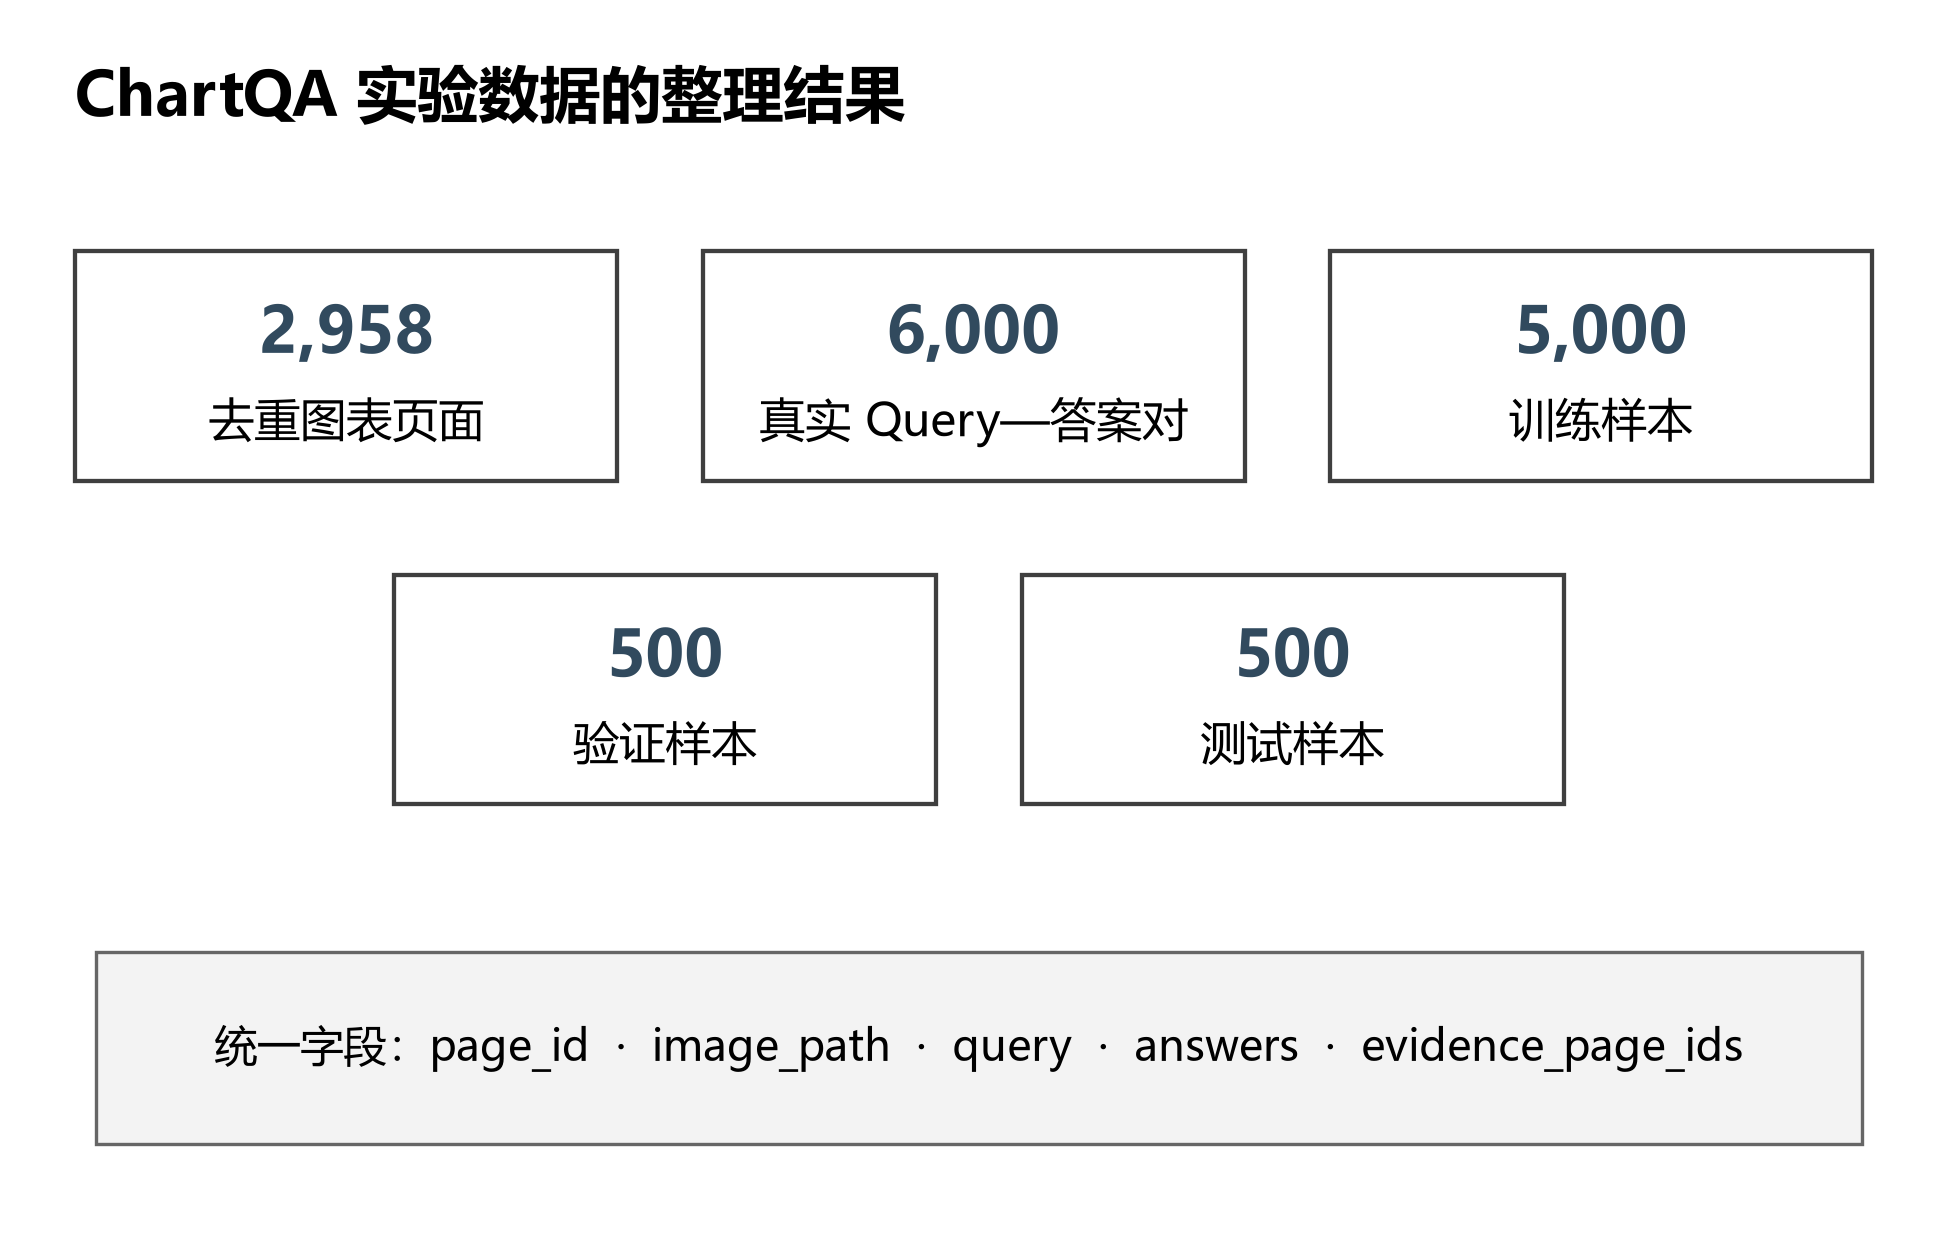 ChartQA 实验数据的整理结果
2,958
去重图表页面
6,000
真实 Query—答案对
5,000
训练样本
500
验证样本
500
测试样本
统一字段：page_id · image_path · query · answers · evidence_page_ids